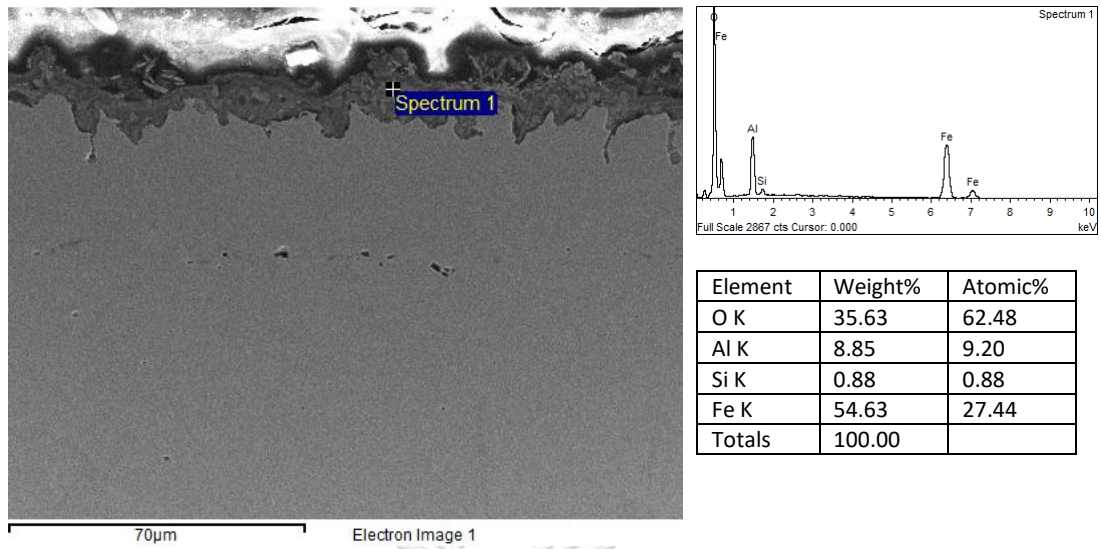 Spectrum 1
70µm
Electron Image 1
Spectrum 1
O
Fe
Al
Si
Fe
Fe
1 2 3 4 5 6 7 8 9 10
Full Scale 2867 cts Cursor: 0.000 keV
Element Weight% Atomic%
O K 35.63 62.48
Al K 8.85 9.20
Si K 0.88 0.88
Fe K 54.63 27.44
Totals 100.00